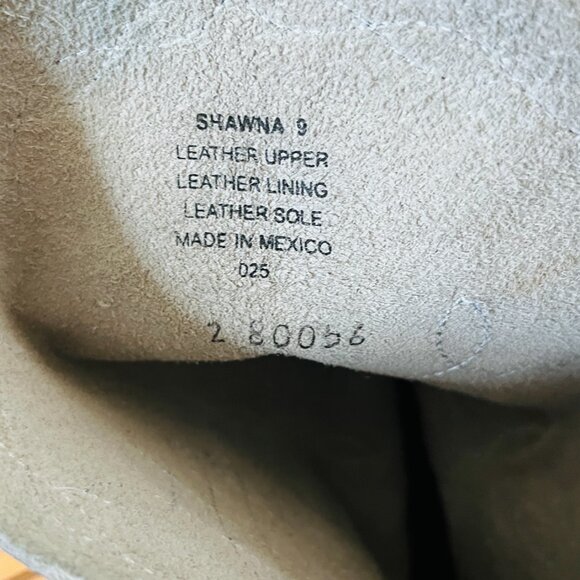 SHAWNA 9
LEATHER UPPER
LEATHER LINING
LEATHER SOLE
MADE IN MEXICO
025
2 80056